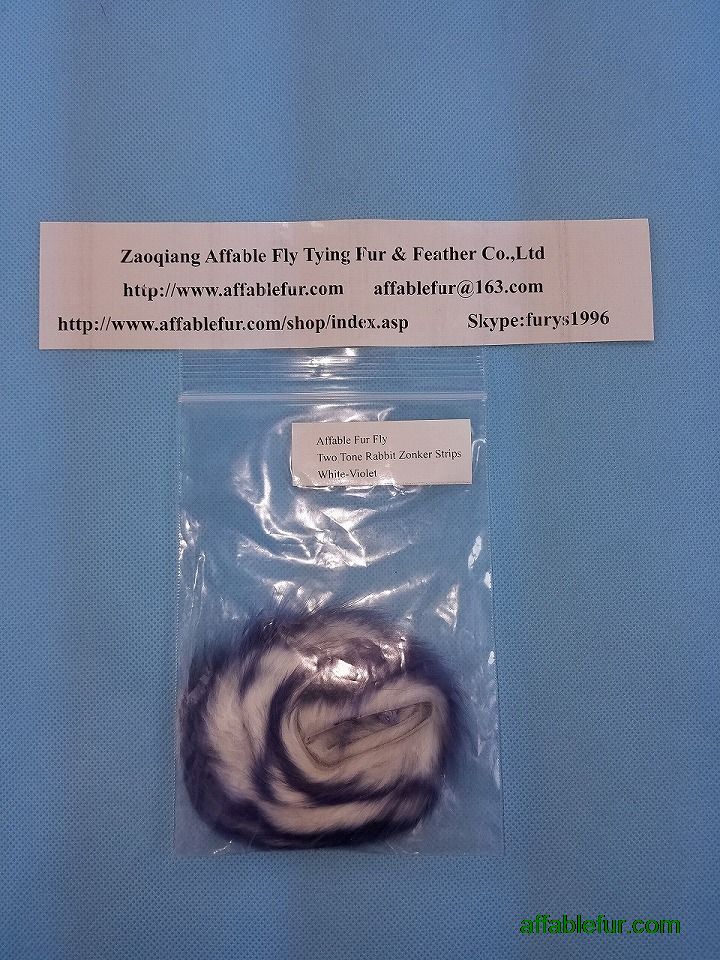 Zaoqiang Affable Fly Tying Fur & Feather Co.,Ltd
http://www.affablefur.com affablefur@163.com
http://www.affablefur.com/shop/index.asp Skype:furys1996
Affable Fur Fly
Two Tone Rabbit Zonker Strips
White-Violet
affablefur.com